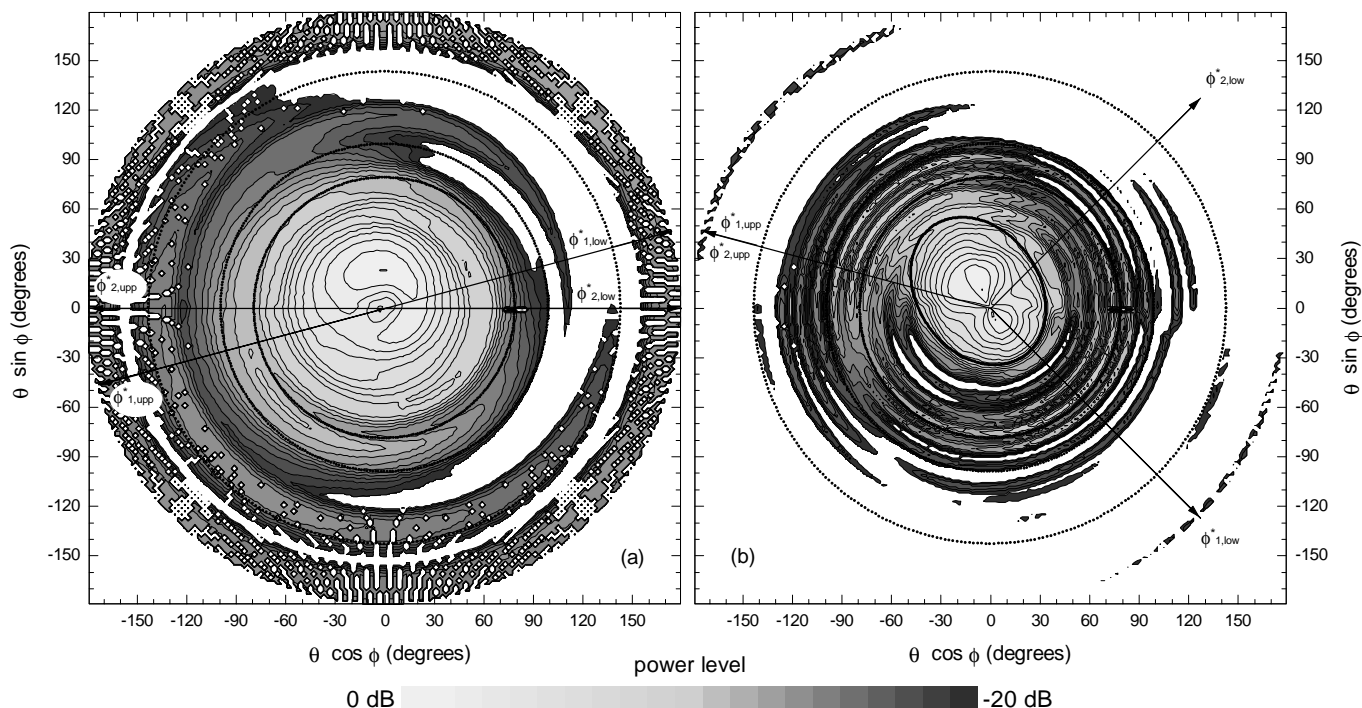 150
120
90
60
30
0
-30
-60
-90
-120
-150
θ sin ϕ (degrees)
ϕ*1,low
ϕ*2,low
ϕ*2,upp
ϕ*1,upp
(a)
-150 -120 -90 -60 -30 0 30 60 90 120 150
θ cos ϕ (degrees)
ϕ*2,low
ϕ*1,upp
ϕ*2,upp
ϕ*1,low
(b)
150
120
90
60
30
0
-30
-60
-90
-120
-150
θ sin ϕ (degrees)
-150 -120 -90 -60 -30 0 30 60 90 120 150
θ cos ϕ (degrees)
power level
0 dB -20 dB